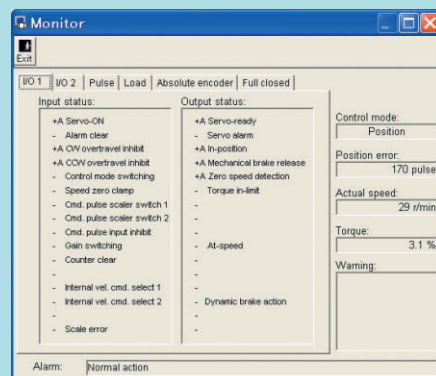 Monitor
Exit
I/O 1 I/O 2 Pulse Load Absolute encoder Full closed
Input status:
+A Servo-ON
- Alarm clear
+A CW overtravel inhibit
+A CCW overtravel inhibit
- Control mode switching
- Speed zero clamp
- Cmd. pulse scaler switch 1
- Cmd. pulse scaler switch 2
- Cmd. pulse input inhibit
- Gain switching
- Counter clear
-
- Internal vel. cmd. select 1
- Internal vel. cmd. select 2
-
- Scale error
Output status:
+A Servo-ready
- Servo alarm
+A In-position
+A Mechanical brake release
+A Zero speed detection
- Torque in-limit
-
-
-
- At-speed
-
-
-
- Dynamic brake action
-
-
Control mode:
Position
Position error:
170 pulse
Actual speed:
29 r/min
Torque:
3.1 %
Warning:
Alarm: Normal action